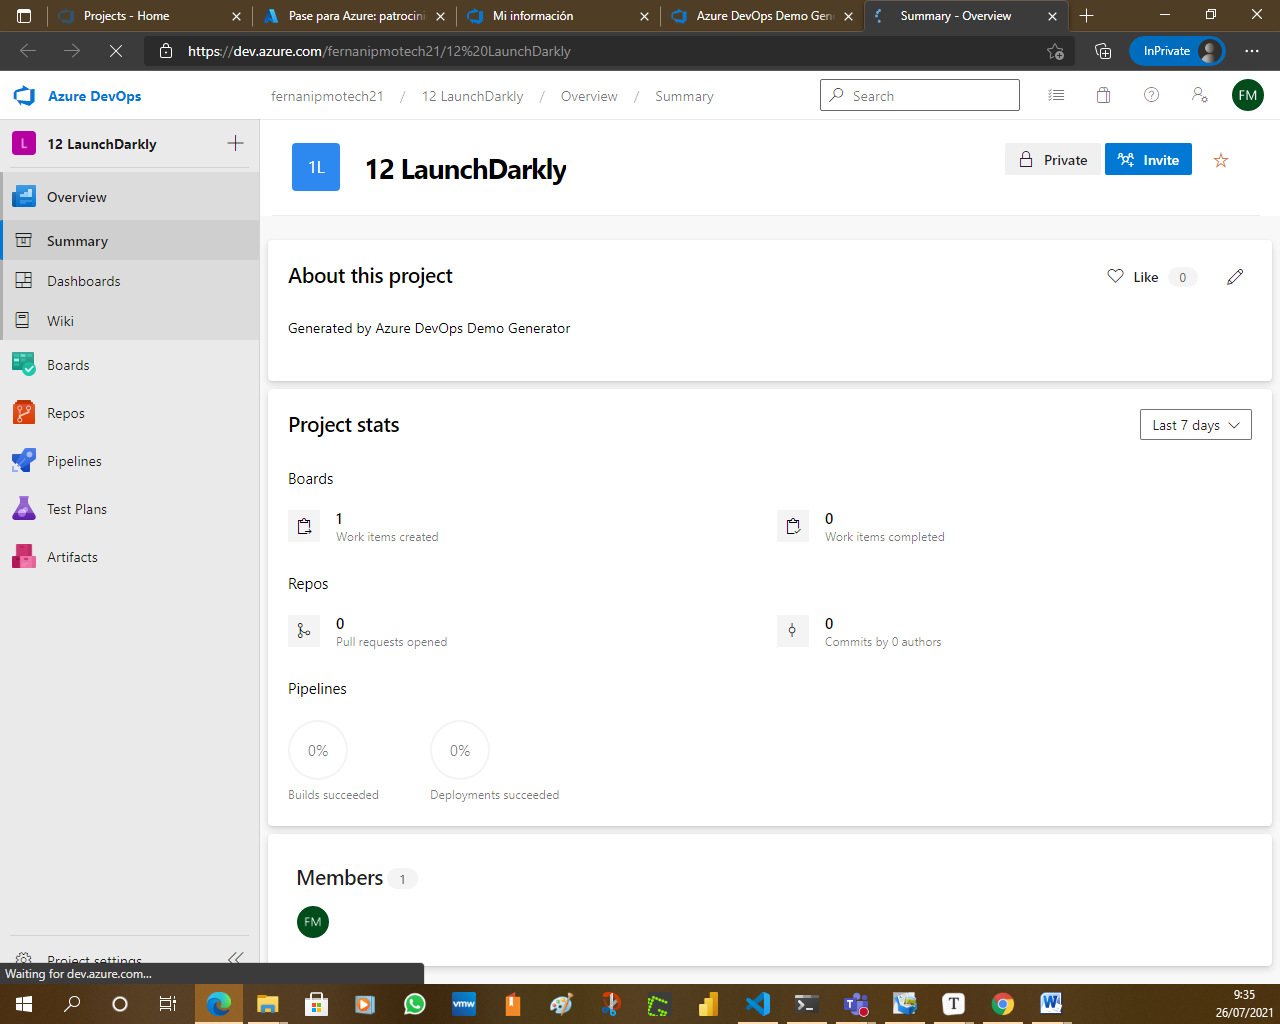 Projects - Home
Pase para Azure: patrocini
Mi información
Azure DevOps Demo Gen
Summary - Overview
https://dev.azure.com/fernanipmotech21/12%20LaunchDarkly
InPrivate
Azure DevOps
fernanipmotech21 / 12 LaunchDarkly / Overview / Summary
Search
FM
L 12 LaunchDarkly
Overview
Summary
Dashboards
Wiki
Boards
Repos
Pipelines
Test Plans
Artifacts
Project settings
1L 12 LaunchDarkly
Private
Invite
About this project
Like 0
Generated by Azure DevOps Demo Generator
Project stats
Last 7 days
Boards
1
Work items created
0
Work items completed
Repos
0
Pull requests opened
0
Commits by 0 authors
Pipelines
0%
Builds succeeded
0%
Deployments succeeded
Members 1
FM
Waiting for dev.azure.com...
vmw
T
9:35
26/07/2021